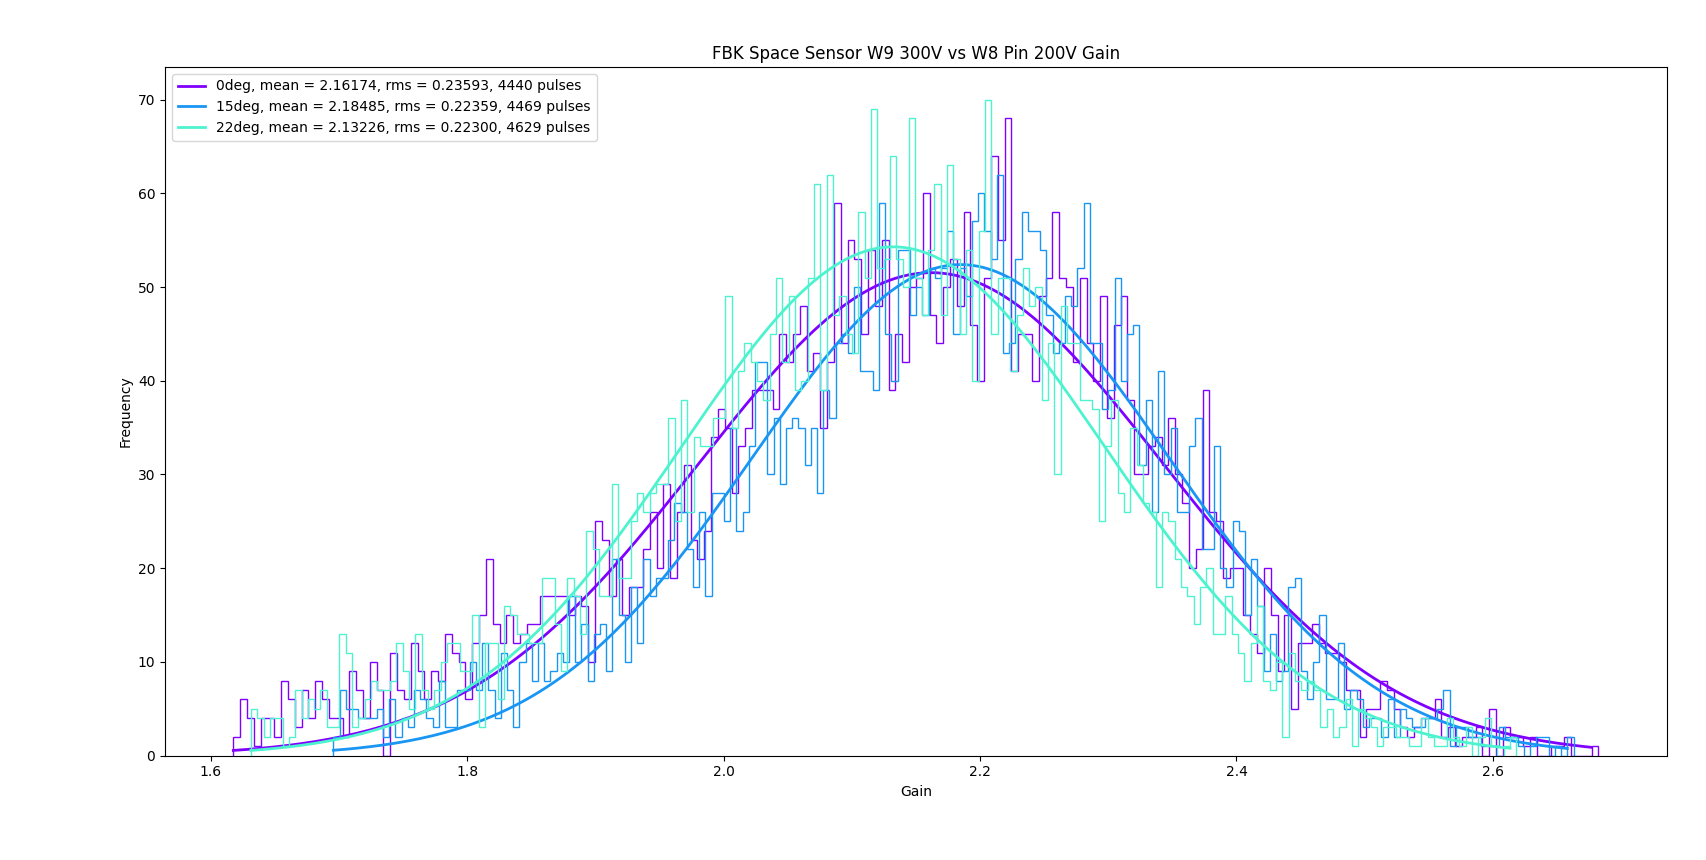 FBK Space Sensor W9 300V vs W8 Pin 200V Gain
0deg, mean = 2.16174, rms = 0.23593, 4440 pulses
15deg, mean = 2.18485, rms = 0.22359, 4469 pulses
22deg, mean = 2.13226, rms = 0.22300, 4629 pulses
70
60
50
40
30
20
10
0
Frequency
1.6 1.8 2.0 2.2 2.4 2.6
Gain